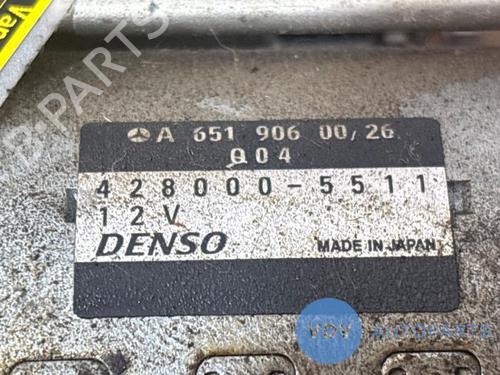 A 651 906 00/26
Q04
428000-5511
12V
DENSO MADE IN JAPAN
VDV autoparts
B-Parts